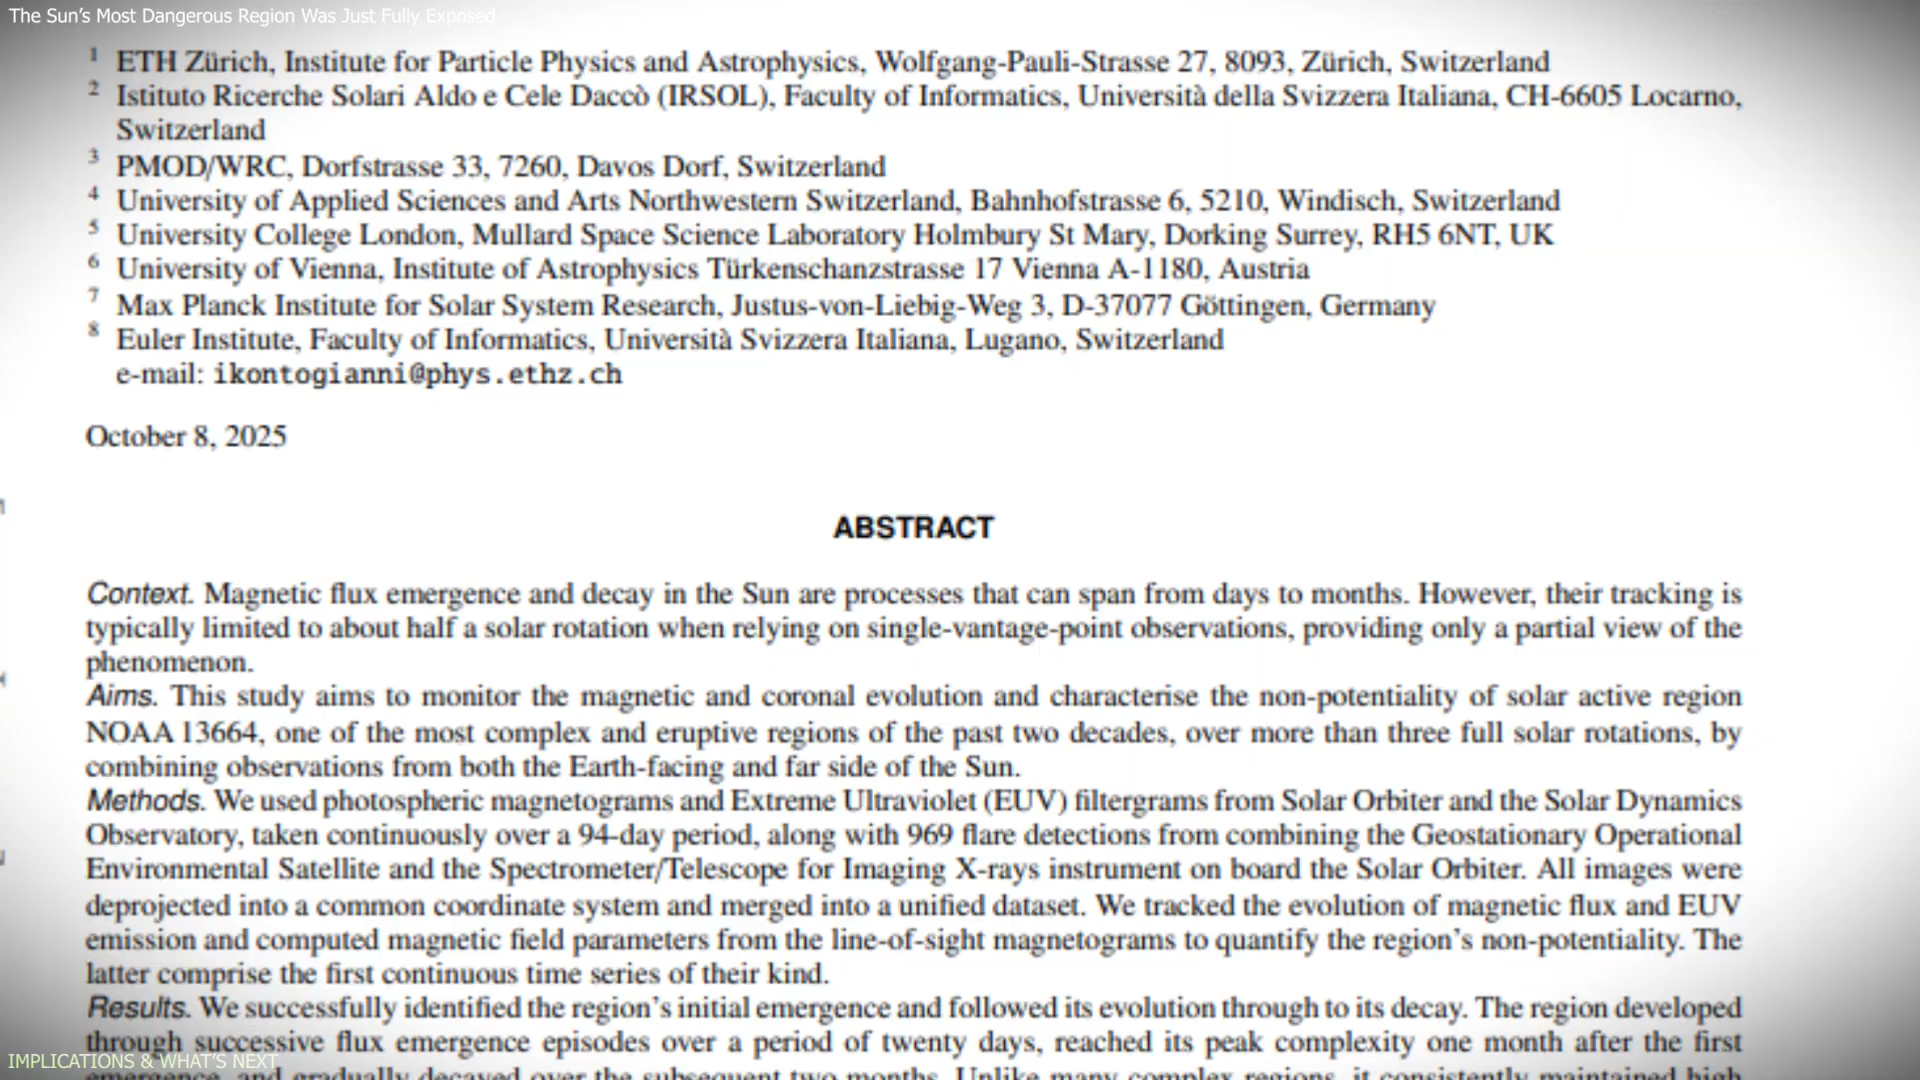 The Sun's Most Dangerous Region Was Just Fully Exposed
1 ETH Zürich, Institute for Particle Physics and Astrophysics, Wolfgang-Pauli-Strasse 27, 8093, Zürich, Switzerland
2 Istituto Ricerche Solari Aldo e Cele Daccò (IRSOL), Faculty of Informatics, Università della Svizzera Italiana, CH-6605 Locarno,
Switzerland
3 PMOD/WRC, Dorfstrasse 33, 7260, Davos Dorf, Switzerland
4 University of Applied Sciences and Arts Northwestern Switzerland, Bahnhofstrasse 6, 5210, Windisch, Switzerland
5 University College London, Mullard Space Science Laboratory Holmbury St Mary, Dorking Surrey, RH5 6NT, UK
6 University of Vienna, Institute of Astrophysics Türkenschanzstrasse 17 Vienna A-1180, Austria
7 Max Planck Institute for Solar System Research, Justus-von-Liebig-Weg 3, D-37077 Göttingen, Germany
8 Euler Institute, Faculty of Informatics, Università Svizzera Italiana, Lugano, Switzerland
e-mail: ikontogianni@phys.ethz.ch
October 8, 2025
ABSTRACT
Context. Magnetic flux emergence and decay in the Sun are processes that can span from days to months. However, their tracking is
typically limited to about half a solar rotation when relying on single-vantage-point observations, providing only a partial view of the
phenomenon.
Aims. This study aims to monitor the magnetic and coronal evolution and characterise the non-potentiality of solar active region
NOAA 13664, one of the most complex and eruptive regions of the past two decades, over more than three full solar rotations, by
combining observations from both the Earth-facing and far side of the Sun.
Methods. We used photospheric magnetograms and Extreme Ultraviolet (EUV) filtergrams from Solar Orbiter and the Solar Dynamics
Observatory, taken continuously over a 94-day period, along with 969 flare detections from combining the Geostationary Operational
Environmental Satellite and the Spectrometer/Telescope for Imaging X-rays instrument on board the Solar Orbiter. All images were
deprojected into a common coordinate system and merged into a unified dataset. We tracked the evolution of magnetic flux and EUV
emission and computed magnetic field parameters from the line-of-sight magnetograms to quantify the region's non-potentiality. The
latter comprise the first continuous time series of their kind.
Results. We successfully identified the region's initial emergence and followed its evolution through to its decay. The region developed
through successive flux emergence episodes over a period of twenty days, reached its peak complexity one month after the first
IMPLICATIONS & WHAT'S NEXT
emergence, and gradually decayed over the subsequent two months. Unlike many complex regions, it consistently maintained high